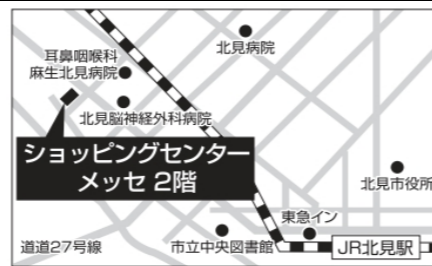 耳鼻咽喉科
麻生北見病院
北見病院
北見脳神経外科病院
ショッピングセンター
メッセ 2階
北見市役所
東急イン
道道27号線
市立中央図書館
JR北見駅